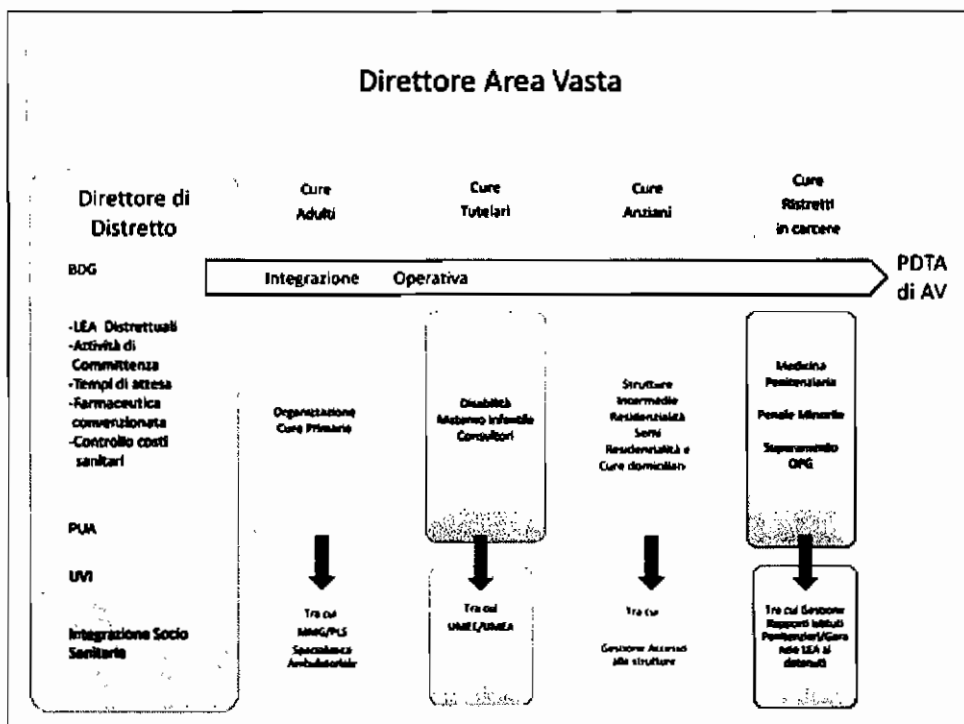 Direttore Area Vasta
Direttore di
Distretto
BDG
-LEA Distrettuali
-Attività di
Committenza
-Tempi di attesa
-Farmaceutica
convenzionata
-Controllo costi
sanitari
PUA
UVI
Integrazione Socio
Sanitaria
Cure
Adulti
Cure
Tutelari
Cure
Anziani
Cure
Ristretti
in carcere
Integrazione Operativa
PDTA
di AV
Organizzazione
Cure Primarie
Disabilità
Materno Infantile
Consultori
Strutture
Intermedie
Residenzialità
Semi
Residenzialità e
Cure domiciliari
Medicina
Penitenziaria
Penale Minorile
Superamento
OPG
Tra cui
MMG/PLS
Specialistica
Ambulatoriale
Tra cui
UMEE/UMEA
Tra cui
Gestione Accessi
alle strutture
Tra cui Gestione
Rapporti Istituti
Penitenzieri/Gara
nzie LEA ai
detenuti